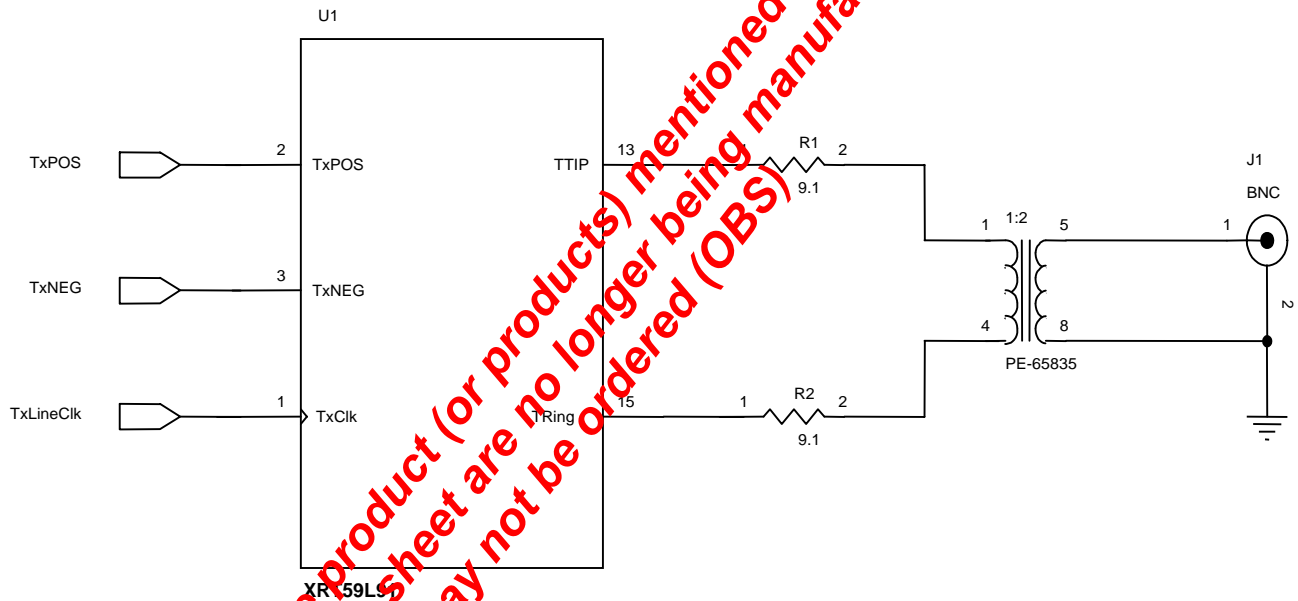 U1
TxPOS
2
TxPOS
TTIP
13
R1
2
9.1
J1
BNC
1
1:2
5
1
TxNEG
3
TxNEG
4
8
2
PE-65835
TxLineClk
1
TxClk
TRing
15
1
R2
2
9.1
product (or products) mentioned
sheet are no longer being manufa
ay not be ordered (OBS)